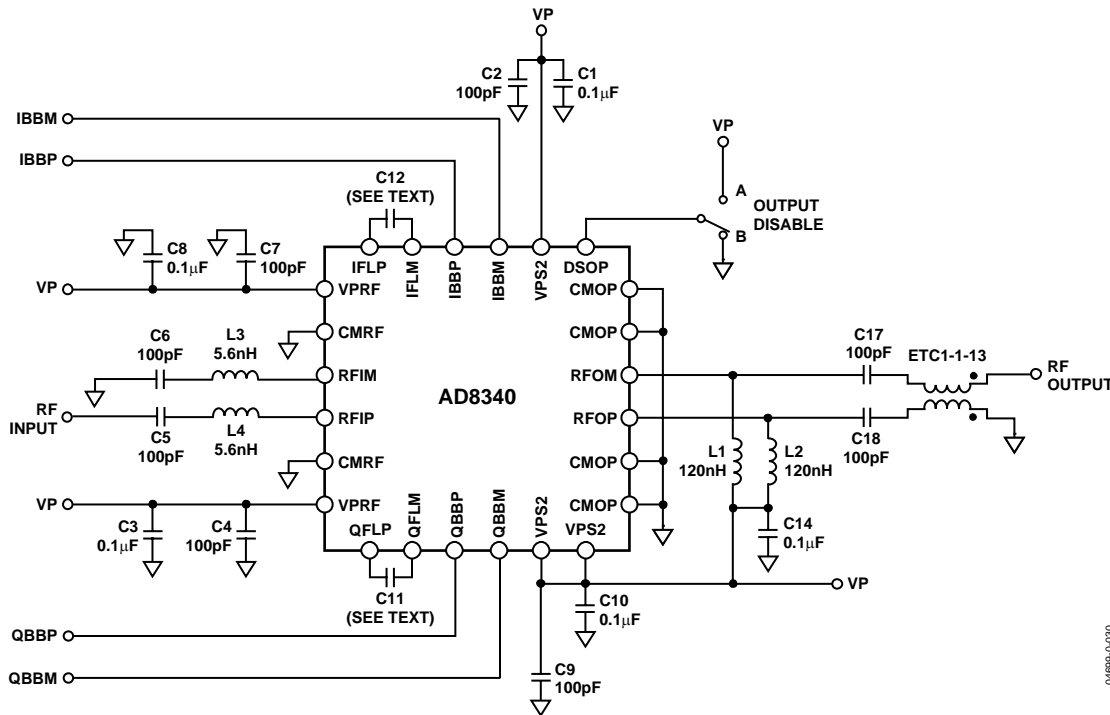 VP
C2
100pF
C1
0.1µF
IBBM
IBBP
VP
A
OUTPUT
DISABLE
B
C12
(SEE TEXT)
C8
0.1µF
C7
100pF
VP
IFLP
IFLM
IBBP
IBBM
VPS2
DSOP
VPRF
CMOP
CMRF
CMOP
C6
100pF
L3
5.6nH
RFIM
AD8340
RFOM
C17
100pF
ETC1-1-13
RF
OUTPUT
RF
INPUT
C5
100pF
L4
5.6nH
RFIP
RFOP
C18
100pF
L1
120nH
L2
120nH
CMRF
CMOP
VP
VPRF
CMOP
C3
0.1µF
C4
100pF
QFLP
QFLM
QBBP
QBBM
VPS2
VPS2
C14
0.1µF
C11
(SEE TEXT)
VP
C10
0.1µF
QBBP
QBBM
C9
100pF
04699-0-030